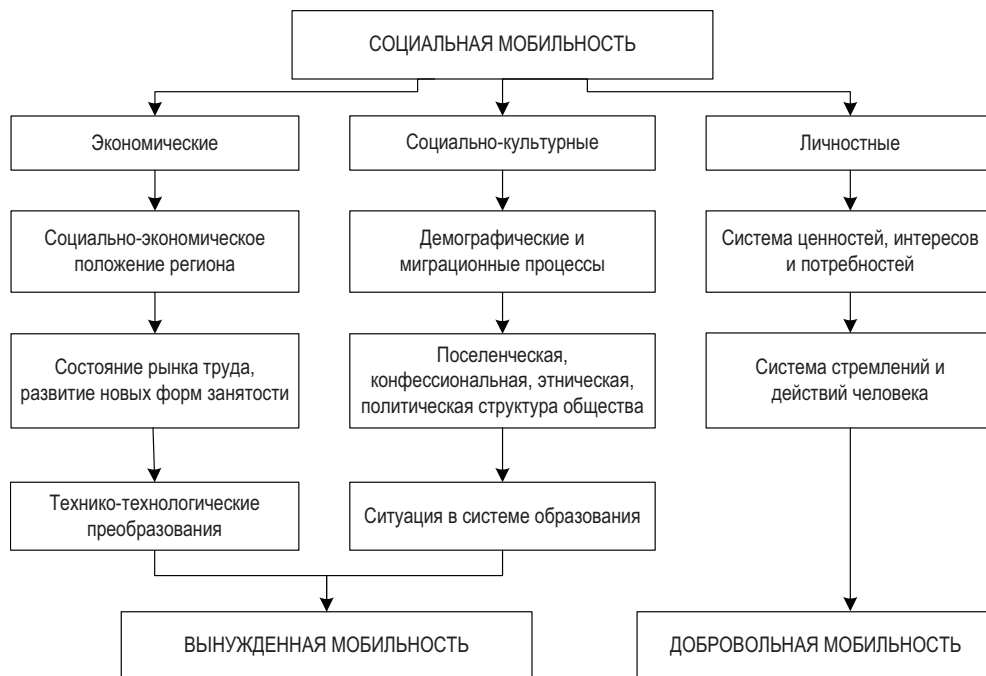 СОЦИАЛЬНАЯ МОБИЛЬНОСТЬ
Экономические
Социально-культурные
Личностные
Социально-экономическое
положение региона
Демографические и
миграционные процессы
Система ценностей, интересов
и потребностей
Состояние рынка труда,
развитие новых форм занятости
Поселенческая,
конфессиональная, этническая,
политическая структура общества
Система стремлений и
действий человека
Технико-технологические
преобразования
Ситуация в системе образования
ВЫНУЖДЕННАЯ МОБИЛЬНОСТЬ
ДОБРОВОЛЬНАЯ МОБИЛЬНОСТЬ